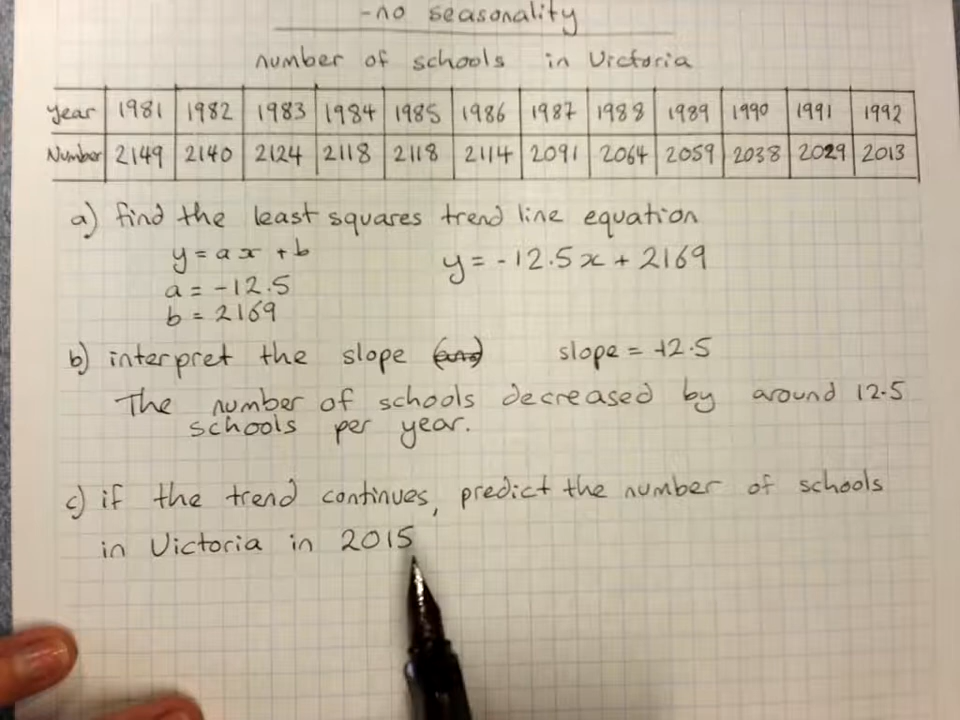 -no seasonality
number of schools in Victoria
Year 1981 1982 1983 1984 1985 1986 1987 1988 1989 1990 1991 1992
Number 2149 2140 2124 2118 2118 2114 2091 2064 2059 2038 2029 2013
a) find the least squares trend line equation
y = ax + b y = -12.5x + 2169
a = -12.5
b = 2169
b) interpret the slope slope = -12.5
The number of schools decreased by around 12.5
schools per year.
c) if the trend continues, predict the number of schools
in Victoria in 2015